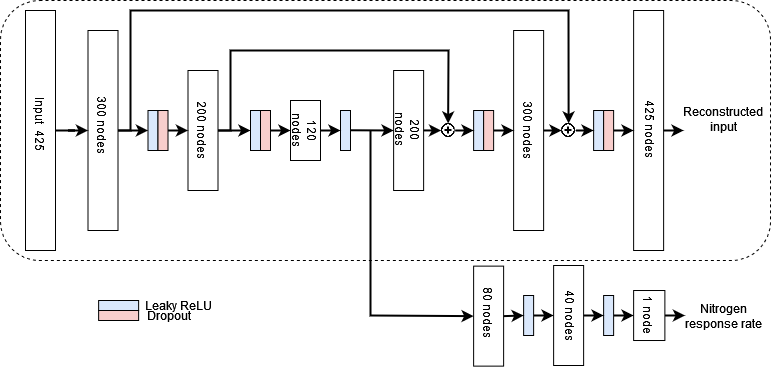 Input 425
300 nodes
200 nodes
120
nodes
200
nodes
300 nodes
425 nodes
Reconstructed
input
80 nodes
40 nodes
1
node
Nitrogen
response rate
Leaky ReLU
Dropout